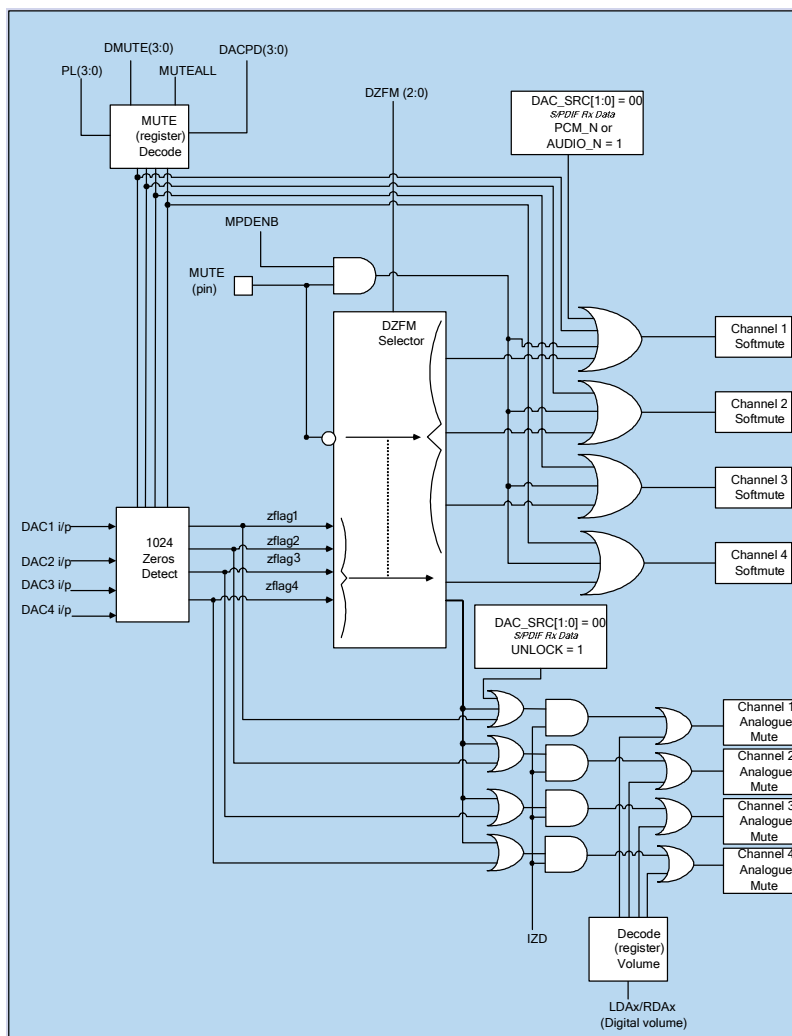 DMUTE(3:0)
DACPD(3:0)
PL(3:0)
MUTEALL
MUTE
(register)
Decode
DZFM (2:0)
DAC_SRC[1:0] = 00
S/PDIF Rx Data
PCM_N or
AUDIO_N = 1
MPDENB
MUTE
(pin)
DZFM
Selector
Channel 1
Softmute
Channel 2
Softmute
Channel 3
Softmute
Channel 4
Softmute
DAC1 i/p
DAC2 i/p
DAC3 i/p
DAC4 i/p
1024
Zeros
Detect
zflag1
zflag2
zflag3
zflag4
DAC_SRC[1:0] = 00
S/PDIF Rx Data
UNLOCK = 1
Channel 1
Analogue
Mute
Channel 2
Analogue
Mute
Channel 3
Analogue
Mute
Channel 4
Analogue
Mute
IZD
Decode
(register)
Volume
LDAx/RDAx
(Digital volume)